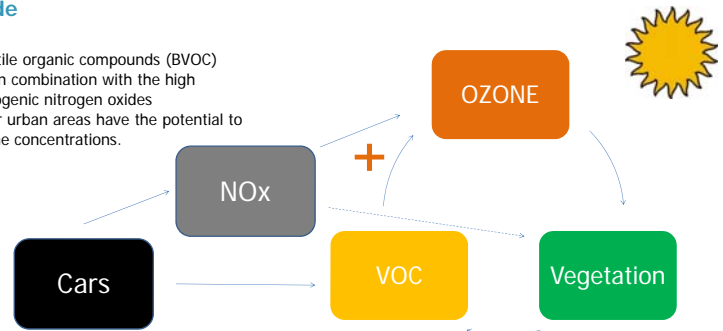 de
tile organic compounds (BVOC)
n combination with the high
ogenic nitrogen oxides
r urban areas have the potential to
ne concentrations.
OZONE
+
NOx
Cars
VOC
Vegetation